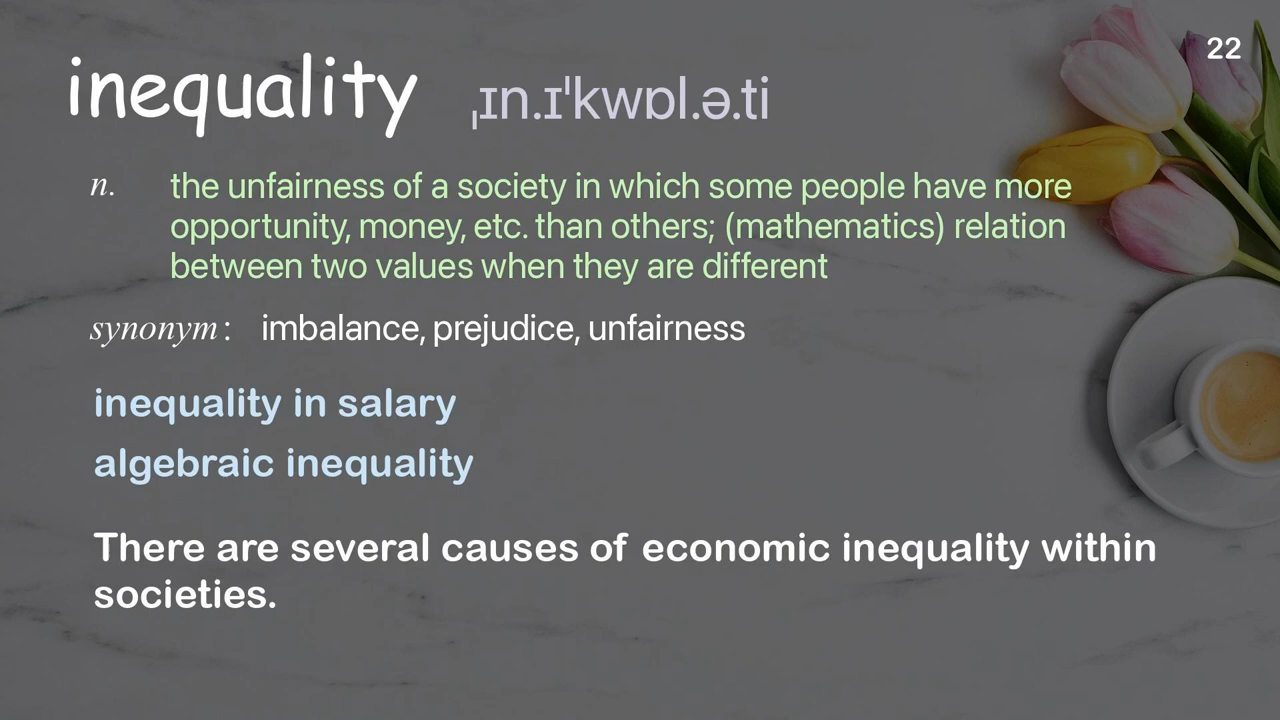 22
inequality ˌɪn.ɪˈkwɒl.ə.ti
n. the unfairness of a society in which some people have more
opportunity, money, etc. than others; (mathematics) relation
between two values when they are different
synonym: imbalance, prejudice, unfairness
inequality in salary
algebraic inequality
There are several causes of economic inequality within
societies.